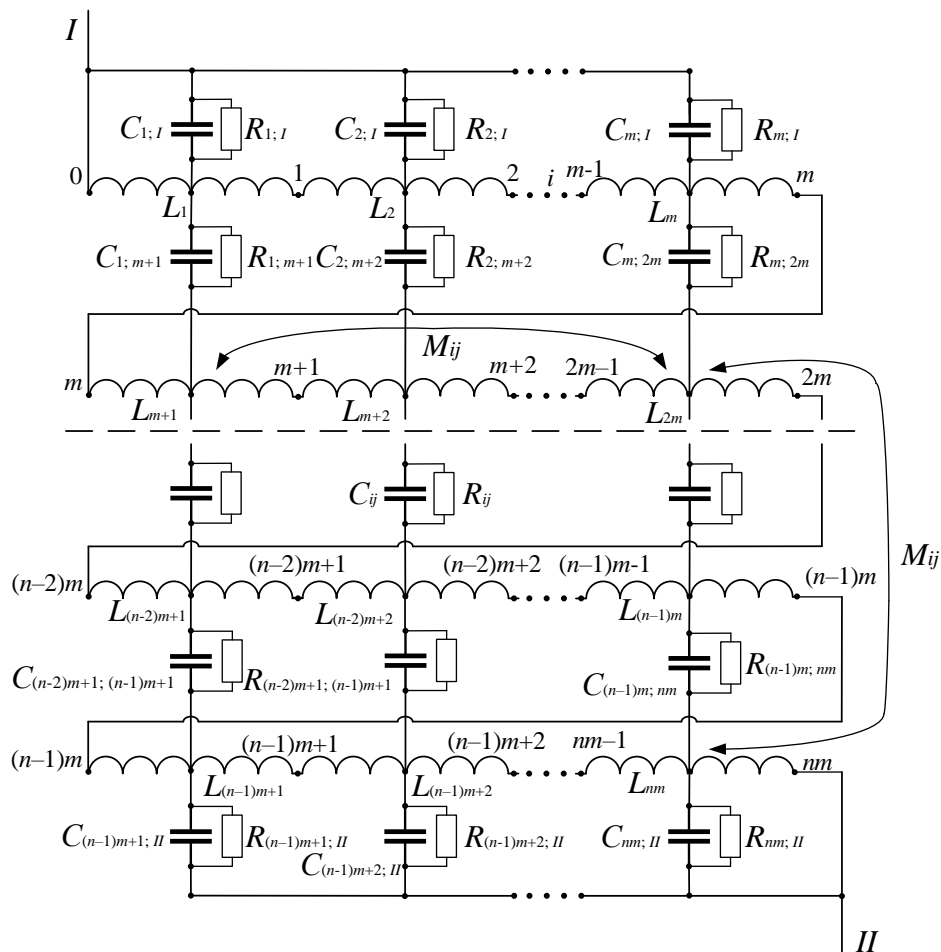 I
C1; I R1; I C2; I R2; I Cm; I Rm; I
0 1 2 i m-1 m
L1 L2 Lm
C1; m+1 R1; m+1 C2; m+2 R2; m+2 Cm; 2m Rm; 2m
Mij
m m+1 m+2 2m–1 2m
Lm+1 Lm+2 L2m
Cij Rij
Mij
(n–2)m (n–2)m+1 (n–2)m+2 (n–1)m-1 (n–1)m
L(n-2)m+1 L(n-2)m+2 L(n–1)m
C(n-2)m+1; (n-1)m+1 R(n-2)m+1; (n-1)m+1 C(n-1)m; nm R(n-1)m; nm
(n–1)m (n–1)m+1 (n–1)m+2 nm–1 nm
L(n–1)m+1 L(n–1)m+2 Lnm
C(n–1)m+1; II R(n–1)m+1; II C(n-1)m+2; II R(n-1)m+2; II Cnm; II Rnm; II
II